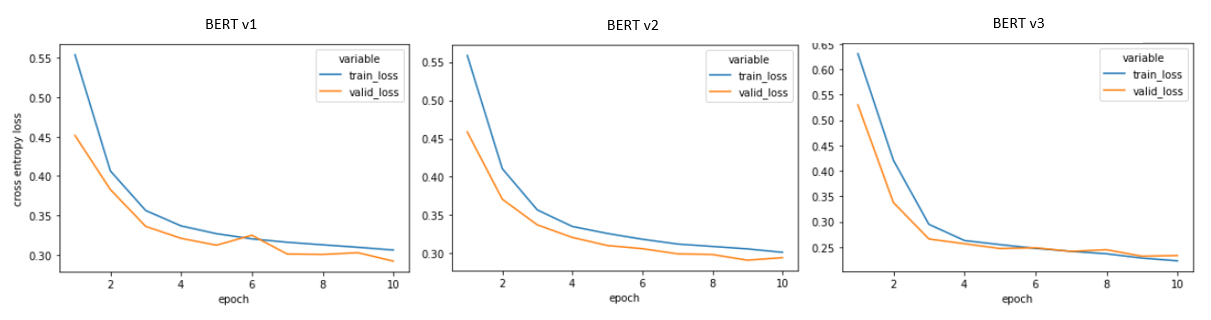 BERT v1
0.55
0.50
0.45
0.40
0.35
0.30
cross entropy loss
variable
train_loss
valid_loss
2 4 6 8 10
epoch
BERT v2
0.55
0.50
0.45
0.40
0.35
0.30
variable
train_loss
valid_loss
2 4 6 8 10
epoch
BERT v3
0.65
0.60
0.55
0.50
0.45
0.40
0.35
0.30
0.25
variable
train_loss
valid_loss
2 4 6 8 10
epoch